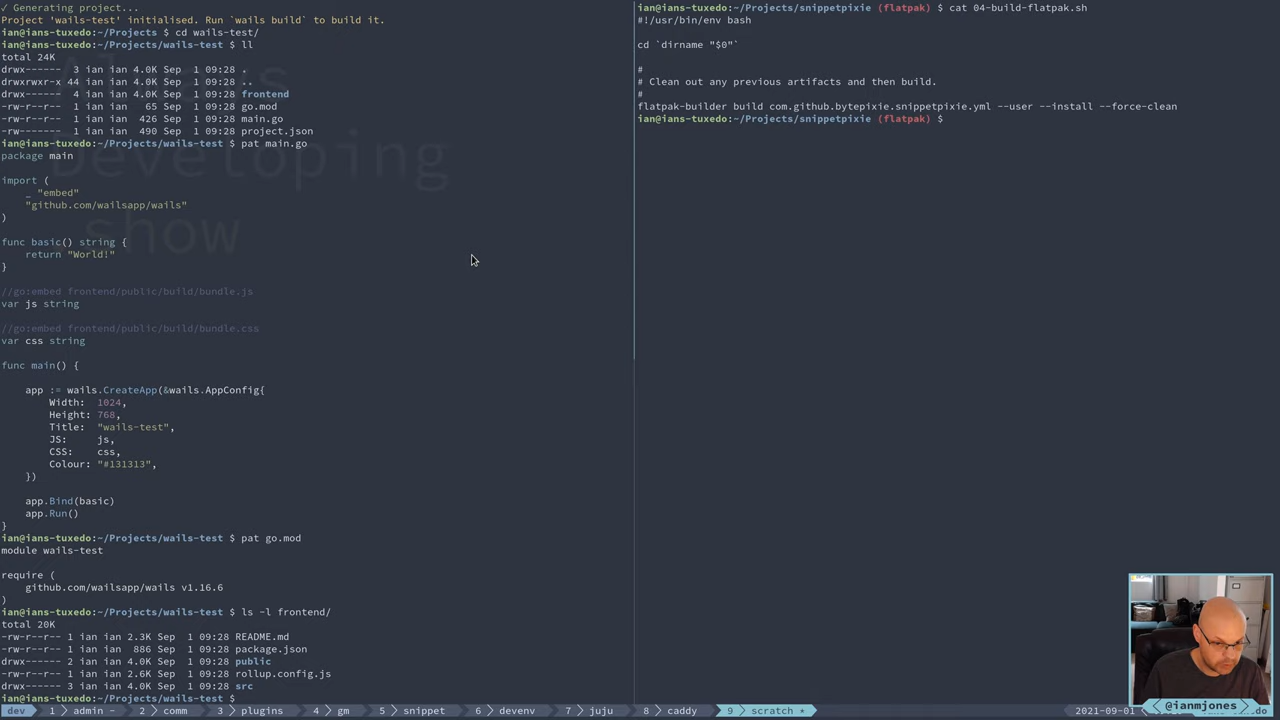 ✓ Generating project...
Project 'wails-test' initialised. Run `wails build` to build it.
ian@ians-tuxedo:~/Projects $ cd wails-test/
ian@ians-tuxedo:~/Projects/wails-test $ ll
total 24K
drwx------  3 ian ian 4.0K Sep  1 09:28 .
drwxrwxr-x 44 ian ian 4.0K Sep  1 09:28 ..
drwx------  4 ian ian 4.0K Sep  1 09:28 frontend
-rw-r--r--  1 ian ian   65 Sep  1 09:28 go.mod
-rw-r--r--  1 ian ian  426 Sep  1 09:28 main.go
-rw-r--r--  1 ian ian  490 Sep  1 09:28 project.json
ian@ians-tuxedo:~/Projects/wails-test $ pat main.go
package main
import (
    _ "embed"
    "github.com/wailsapp/wails"
)
func basic() string {
    return "World!"
}
//go:embed frontend/public/build/bundle.js
var js string
//go:embed frontend/public/build/bundle.css
var css string
func main() {
    app := wails.CreateApp(&wails.AppConfig{
        Width:  1024,
        Height: 768,
        Title:  "wails-test",
        JS:     js,
        CSS:    css,
        Colour: "#131313",
    })
    app.Bind(basic)
    app.Run()
}
ian@ians-tuxedo:~/Projects/wails-test $ pat go.mod
module wails-test
require (
    github.com/wailsapp/wails v1.16.6
)
ian@ians-tuxedo:~/Projects/wails-test $ ls -l frontend/
total 20K
-rw-r--r-- 1 ian ian 2.3K Sep  1 09:28 README.md
-rw-r--r-- 1 ian ian  886 Sep  1 09:28 package.json
drwx------ 2 ian ian 4.0K Sep  1 09:28 public
-rw-r--r-- 1 ian ian 2.6K Sep  1 09:28 rollup.config.js
drwx------ 3 ian ian 4.0K Sep  1 09:28 src
ian@ians-tuxedo:~/Projects/wails-test $
Developing
show
ian@ians-tuxedo:~/Projects/snippetpixie (flatpak) $ cat 04-build-flatpak.sh
#!/usr/bin/env bash
cd `dirname "$0"`
#
# Clean out any previous artifacts and then build.
#
flatpak-builder build com.github.bytepixie.snippetpixie.yml --user --install --force-clean
ian@ians-tuxedo:~/Projects/snippetpixie (flatpak) $
dev 1 admin - 2 comm 3 plugins 4 gm 5 snippet 6 devenv 7 juju 8 caddy 9 scratch * 2021-09-01
@ianmjones